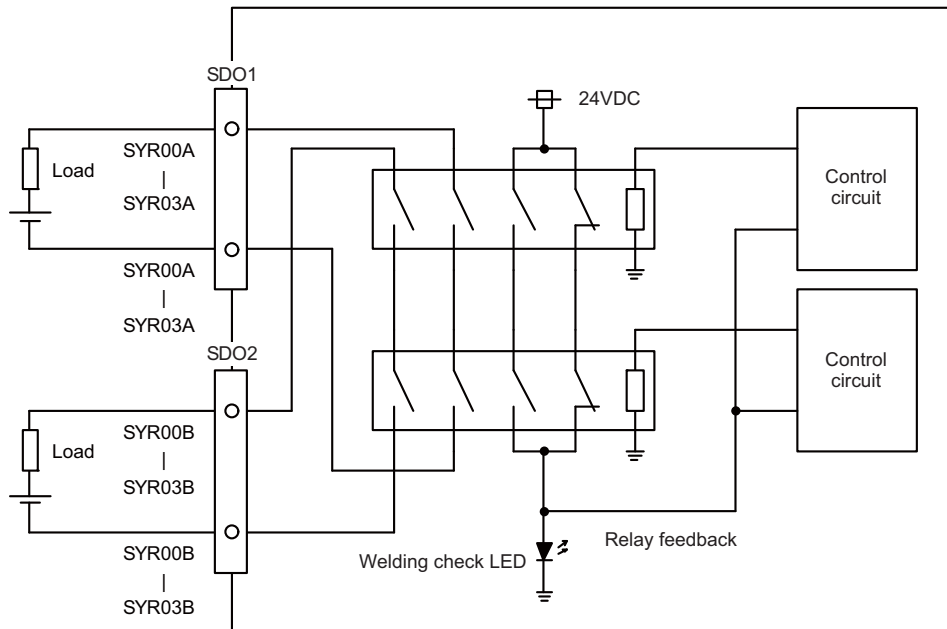 SDO1
24VDC
SYR00A
|
SYR03A
Load
SYR00A
|
SYR03A
Control
circuit
SDO2
Control
circuit
SYR00B
|
SYR03B
Load
SYR00B
|
SYR03B
Welding check LED
Relay feedback